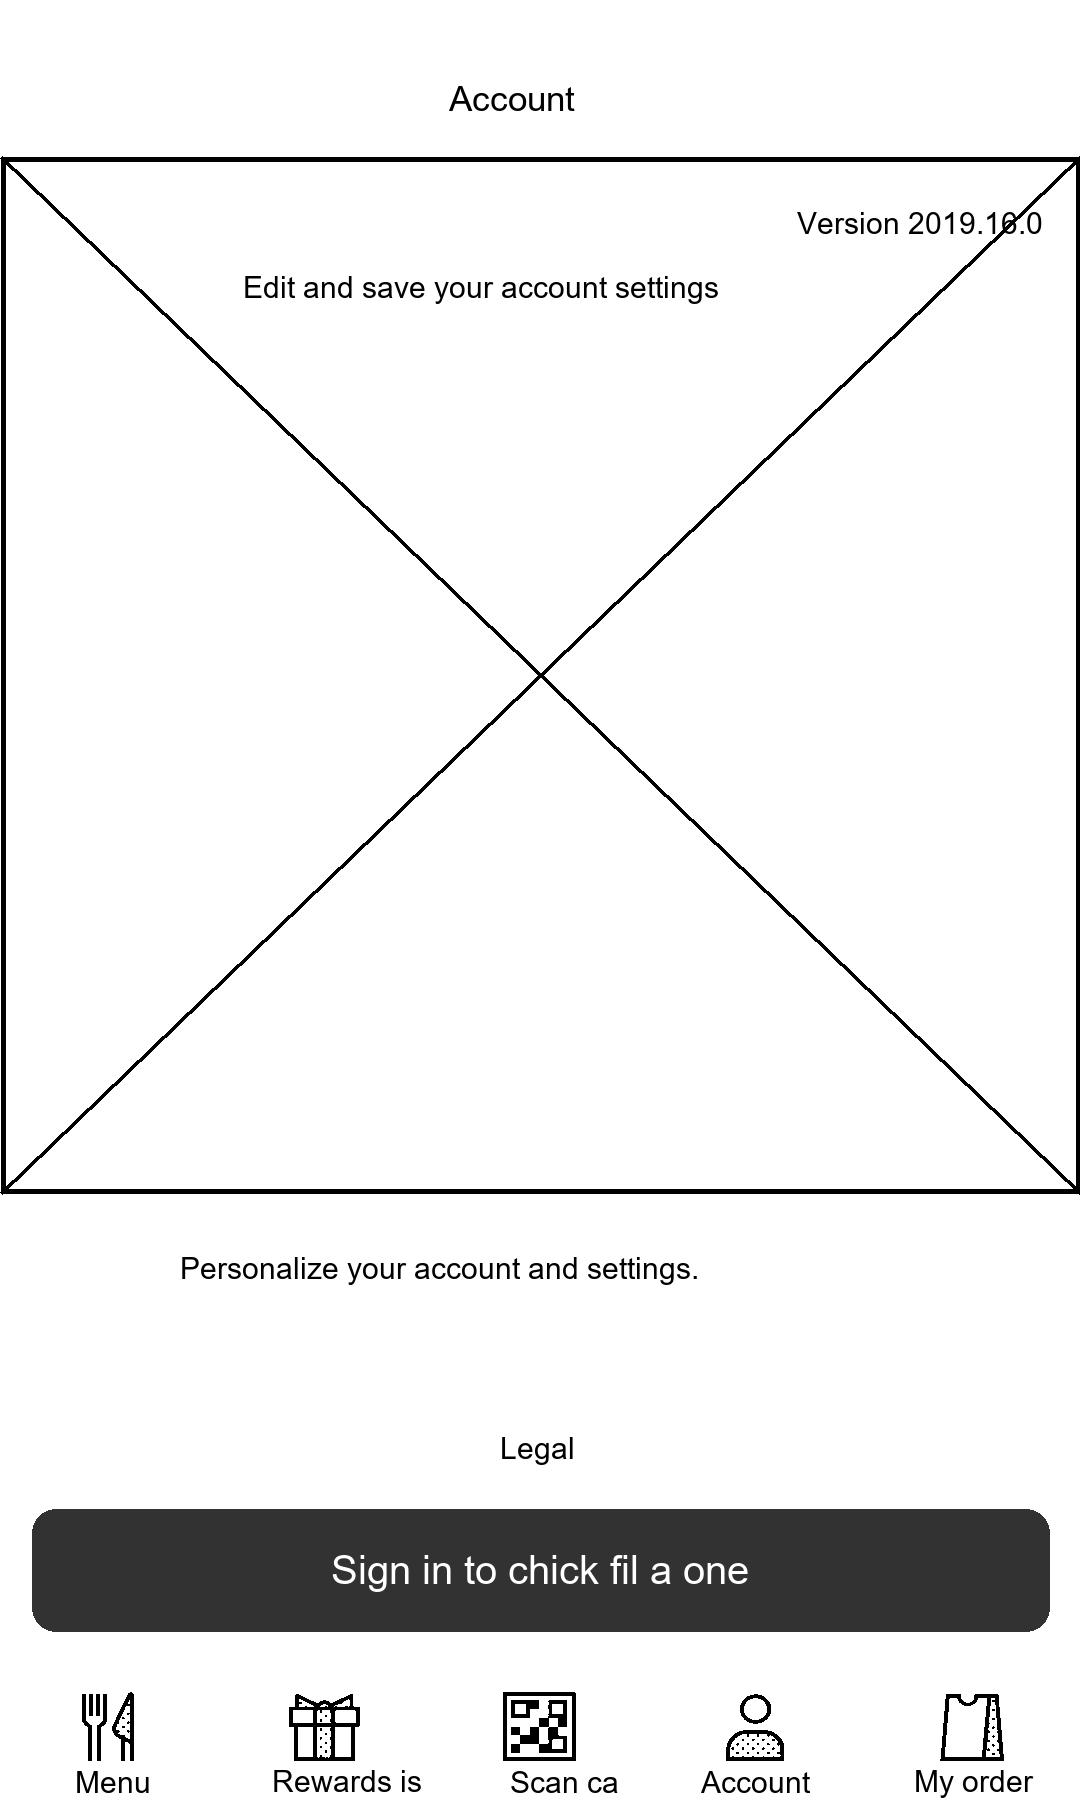 Account
Version 2019.16.0
Edit and save your account settings
Personalize your account and settings.
Legal
Sign in to chick fil a one
Menu
Rewards is
Scan ca
Account
My order